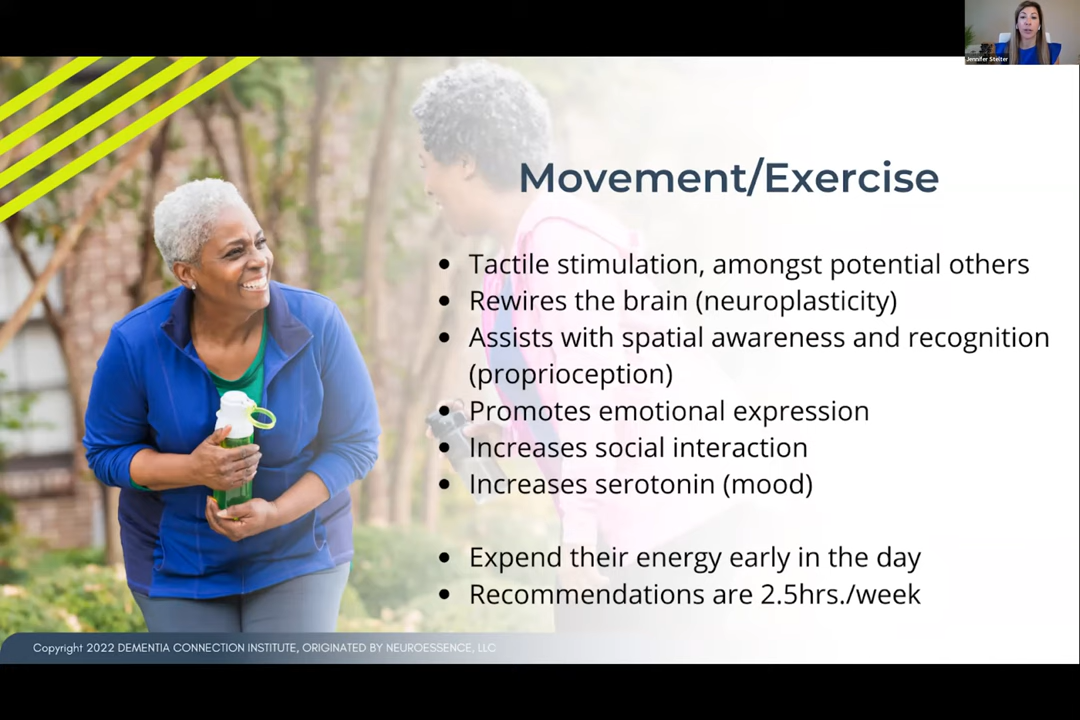 Jennifer Stelter
Movement/Exercise
• Tactile stimulation, amongst potential others
• Rewires the brain (neuroplasticity)
• Assists with spatial awareness and recognition
(proprioception)
• Promotes emotional expression
• Increases social interaction
• Increases serotonin (mood)
• Expend their energy early in the day
• Recommendations are 2.5hrs./week
Copyright 2022 DEMENTIA CONNECTION INSTITUTE, ORIGINATED BY NEUROESSENCE, LLC